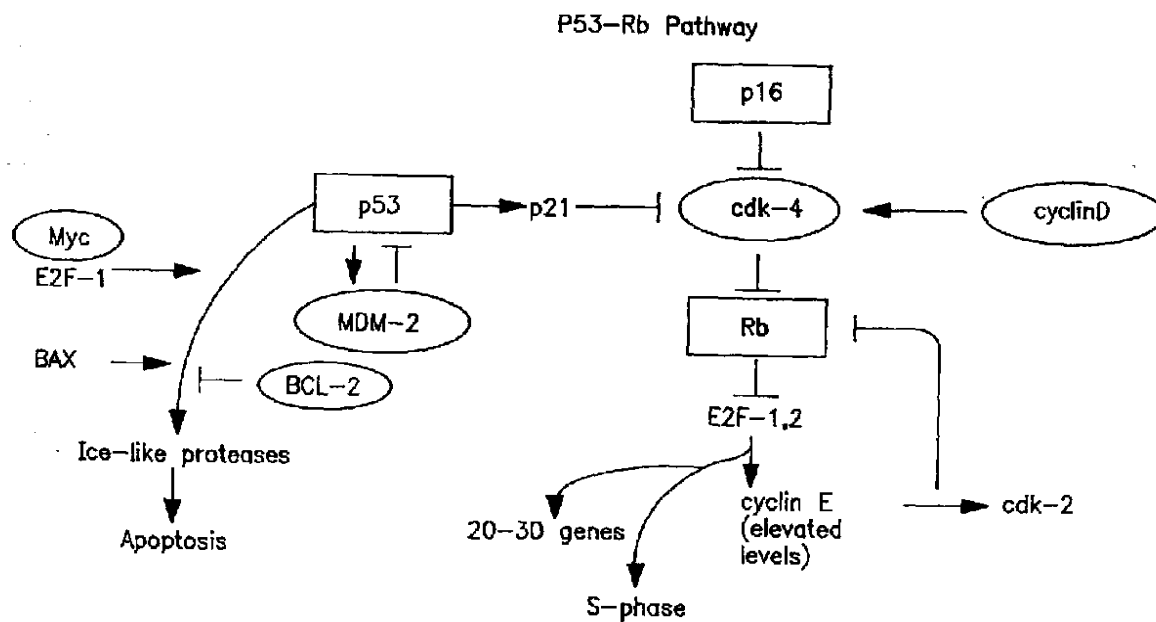 P53-Rb Pathway
p16
p53
p21
cdk-4
cyclinD
Myc
E2F-1
MDM-2
Rb
BAX
BCL-2
E2F-1,2
Ice-like proteases
20-30 genes
cyclin E
(elevated
levels)
cdk-2
Apoptosis
S-phase